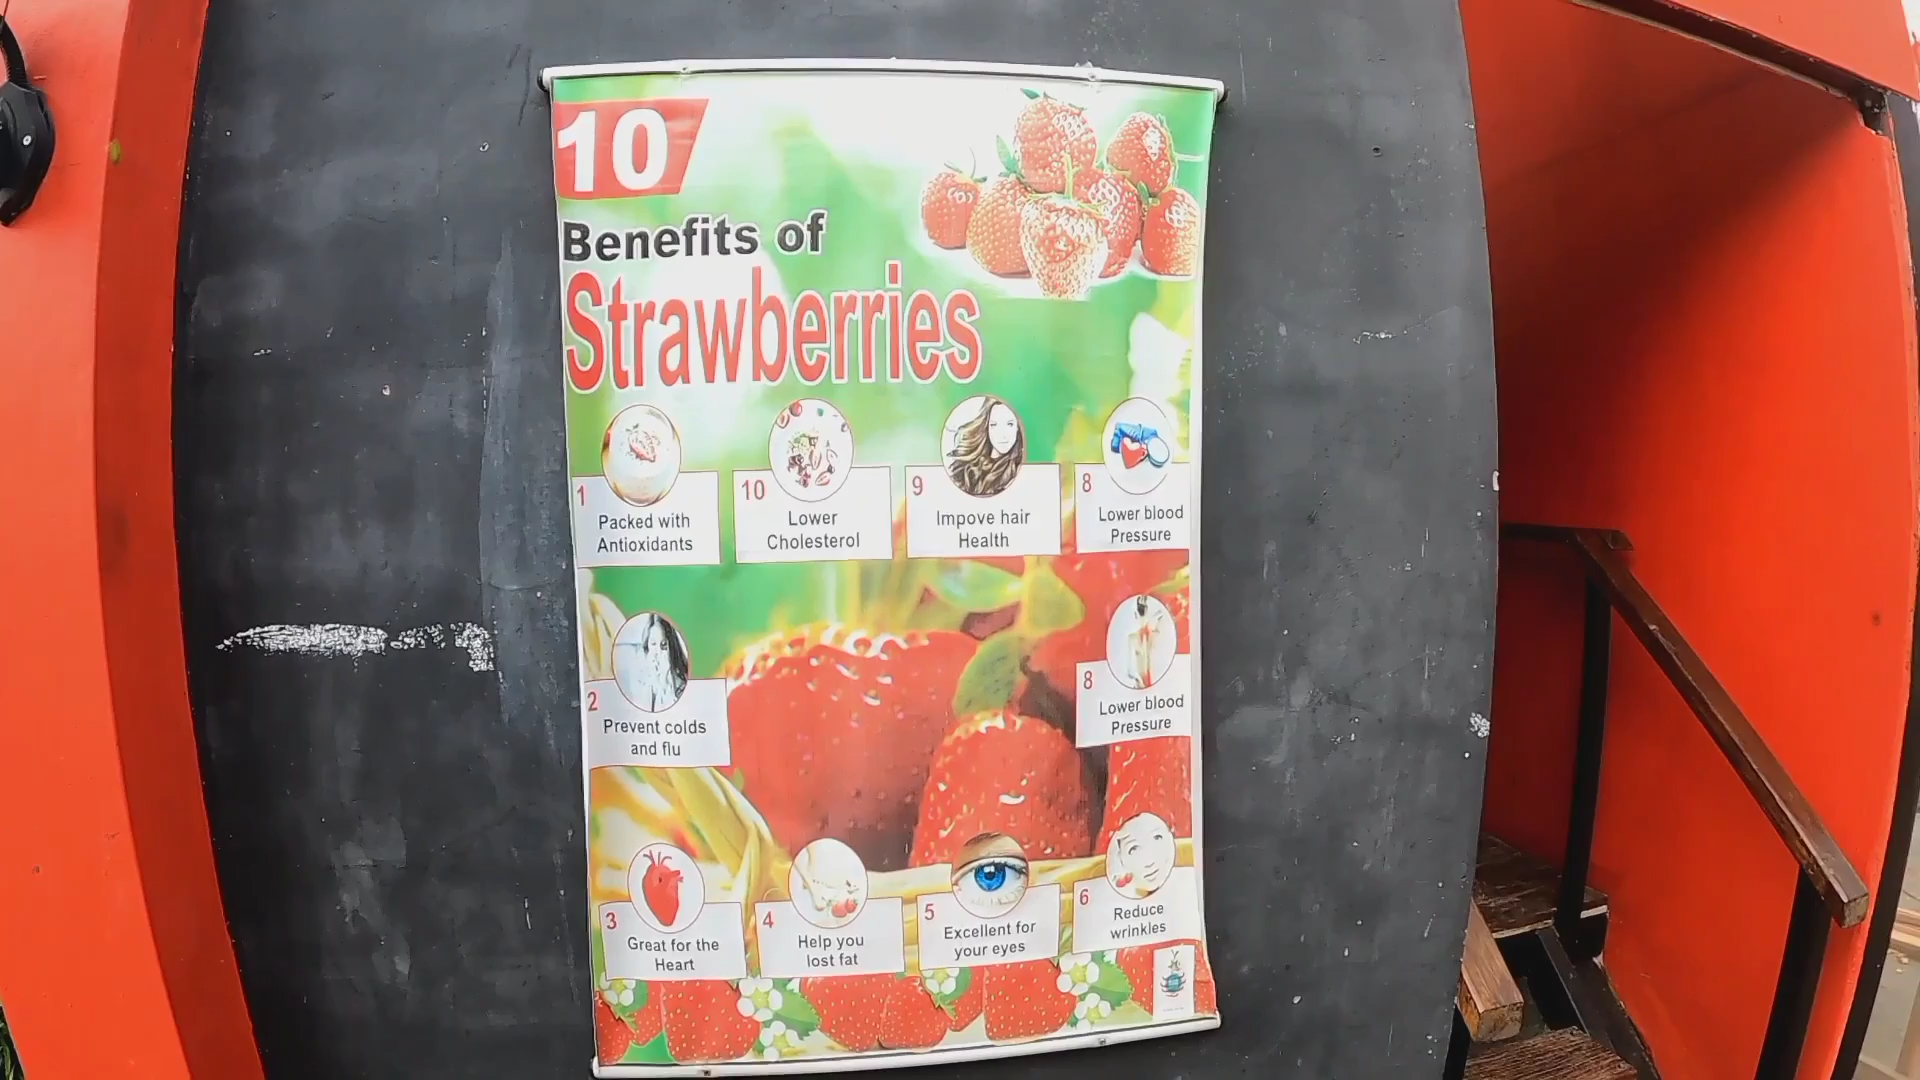 10
Benefits of
Strawberries
1
Packed with
Antioxidants
10
Lower
Cholesterol
9
Impove hair
Health
8
Lower blood
Pressure
2
Prevent colds
and flu
8
Lower blood
Pressure
3
Great for the
Heart
4
Help you
lost fat
5
Excellent for
your eyes
6
Reduce
wrinkles